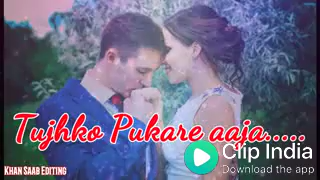 Tujhko Pukare aaja.....
Clip India
Download the app
KHAN SAAB EDITING